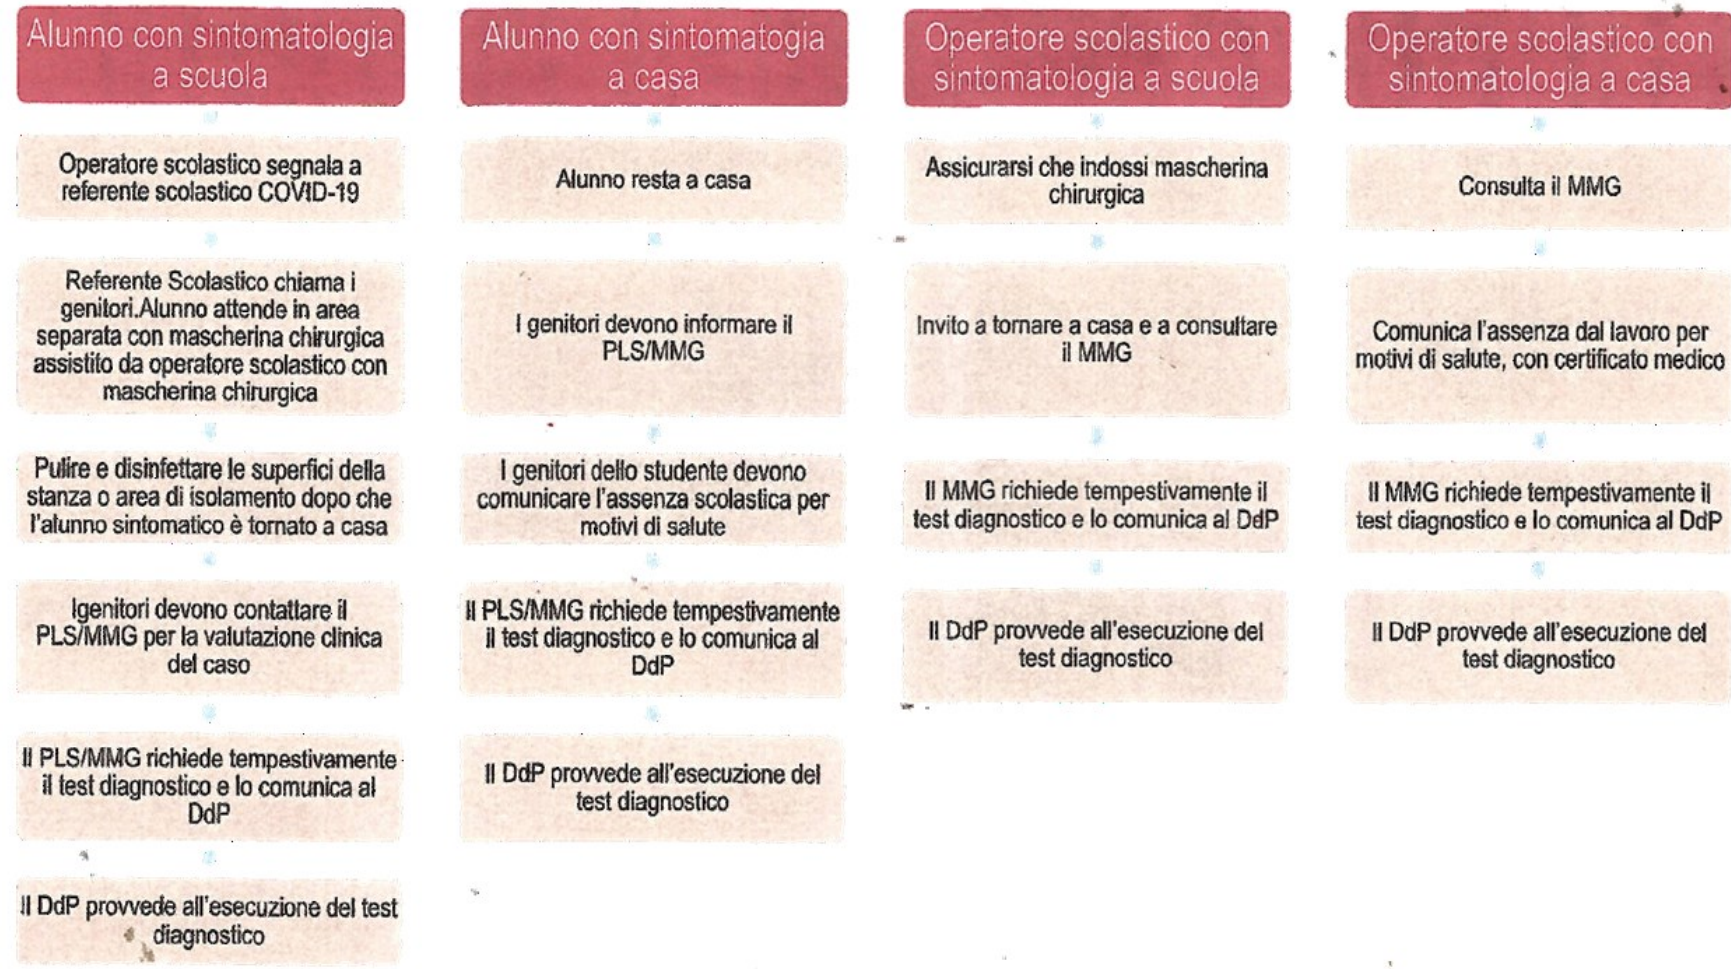 Alunno con sintomatologia
a scuola
Operatore scolastico segnala a
referente scolastico COVID-19
Referente Scolastico chiama i
genitori.Alunno attende in area
separata con mascherina chirurgica
assistito da operatore scolastico con
mascherina chirurgica
Pulire e disinfettare le superfici della
stanza o area di isolamento dopo che
l'alunno sintomatico è tornato a casa
Igenitori devono contattare il
PLS/MMG per la valutazione clinica
del caso
Il PLS/MMG richiede tempestivamente
il test diagnostico e lo comunica al
DdP
Il DdP provvede all'esecuzione del test
diagnostico
Alunno con sintomatogia
a casa
Alunno resta a casa
I genitori devono informare il
PLS/MMG
I genitori dello studente devono
comunicare l'assenza scolastica per
motivi di salute
Il PLS/MMG richiede tempestivamente
il test diagnostico e lo comunica al
DdP
Il DdP provvede all'esecuzione del
test diagnostico
Operatore scolastico con
sintomatologia a scuola
Assicurarsi che indossi mascherina
chirurgica
Invito a tornare a casa e a consultare
il MMG
Il MMG richiede tempestivamente il
test diagnostico e lo comunica al DdP
Il DdP provvede all'esecuzione del
test diagnostico
Operatore scolastico con
sintomatologia a casa
Consulta il MMG
Comunica l'assenza dal lavoro per
motivi di salute, con certificato medico
Il MMG richiede tempestivamente il
test diagnostico e lo comunica al DdP
Il DdP provvede all'esecuzione del
test diagnostico